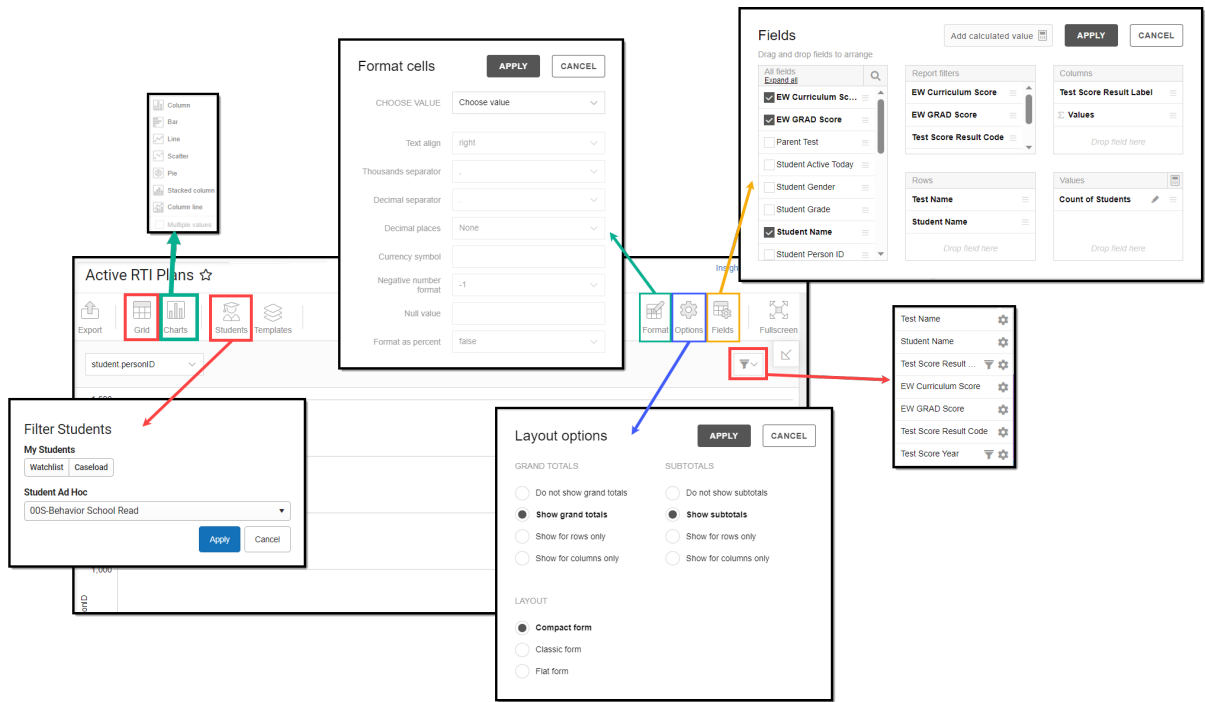 Column
Bar
Line
Scatter
Pie
Stacked column
Column line
Multiple values
Format cells
APPLY
CANCEL
CHOOSE VALUE
Choose value
Text align
right
Thousands separator
,
Decimal separator
.
Decimal places
None
Currency symbol
Negative number
format
-1
Null value
Format as percent
false
Fields
Add calculated value
APPLY
CANCEL
Drag and drop fields to arrange
All fields
Expand all
EW Curriculum Sc...
EW GRAD Score
Parent Test
Student Active Today
Student Gender
Student Grade
Student Name
Student Person ID
Report filters
EW Curriculum Score
EW GRAD Score
Test Score Result Code
Columns
Test Score Result Label
Σ Values
Drop field here
Rows
Test Name
Student Name
Drop field here
Values
Count of Students
Drop field here
Active RTI Plans
Insigh
Export
Grid
Charts
Students
Templates
Format
Options
Fields
Fullscreen
student.personID
1,000
onID
Filter Students
My Students
Watchlist
Caseload
Student Ad Hoc
00S-Behavior School Read
Apply
Cancel
Layout options
APPLY
CANCEL
GRAND TOTALS
SUBTOTALS
Do not show grand totals
Do not show subtotals
Show grand totals
Show subtotals
Show for rows only
Show for rows only
Show for columns only
Show for columns only
LAYOUT
Compact form
Classic form
Flat form
Test Name
Student Name
Test Score Result ...
EW Curriculum Score
EW GRAD Score
Test Score Result Code
Test Score Year